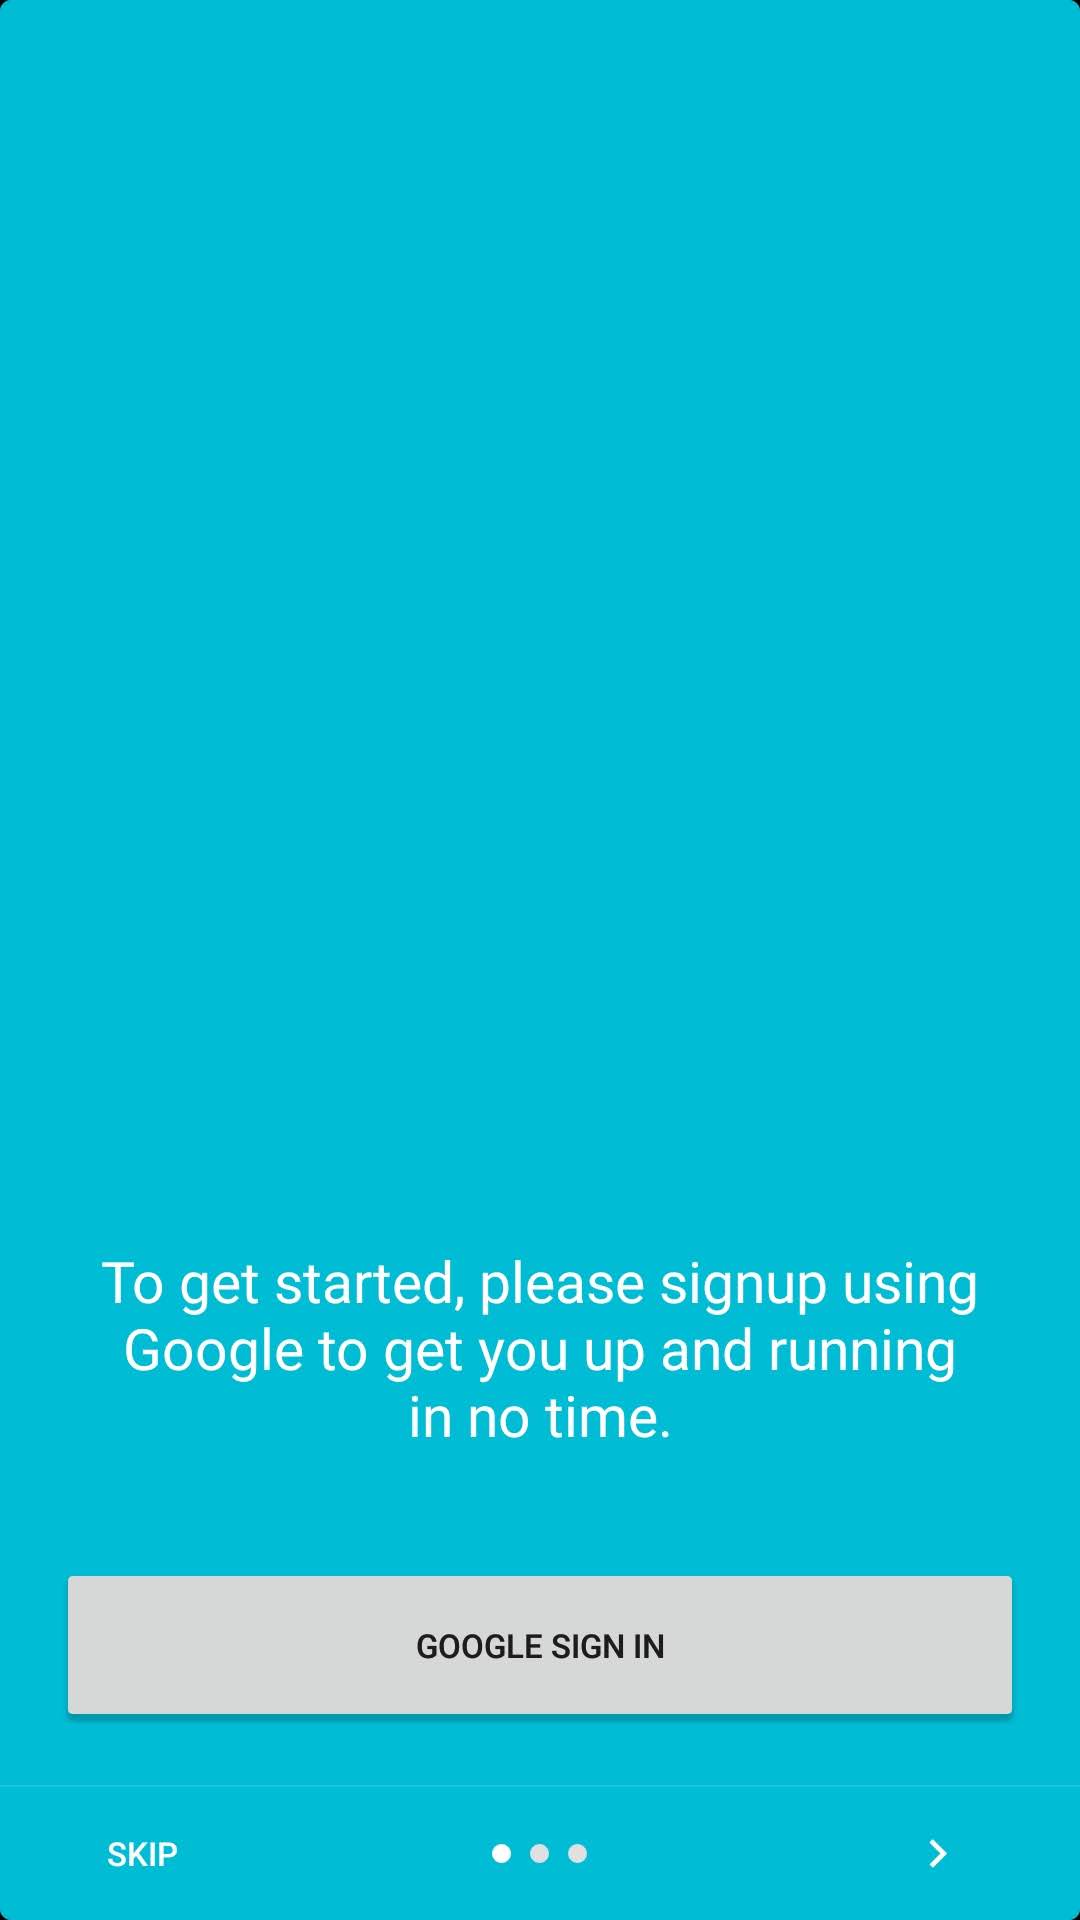 To get started, please signup using
Google to get you up and running
in no time.
GOOGLE SIGN IN
SKIP